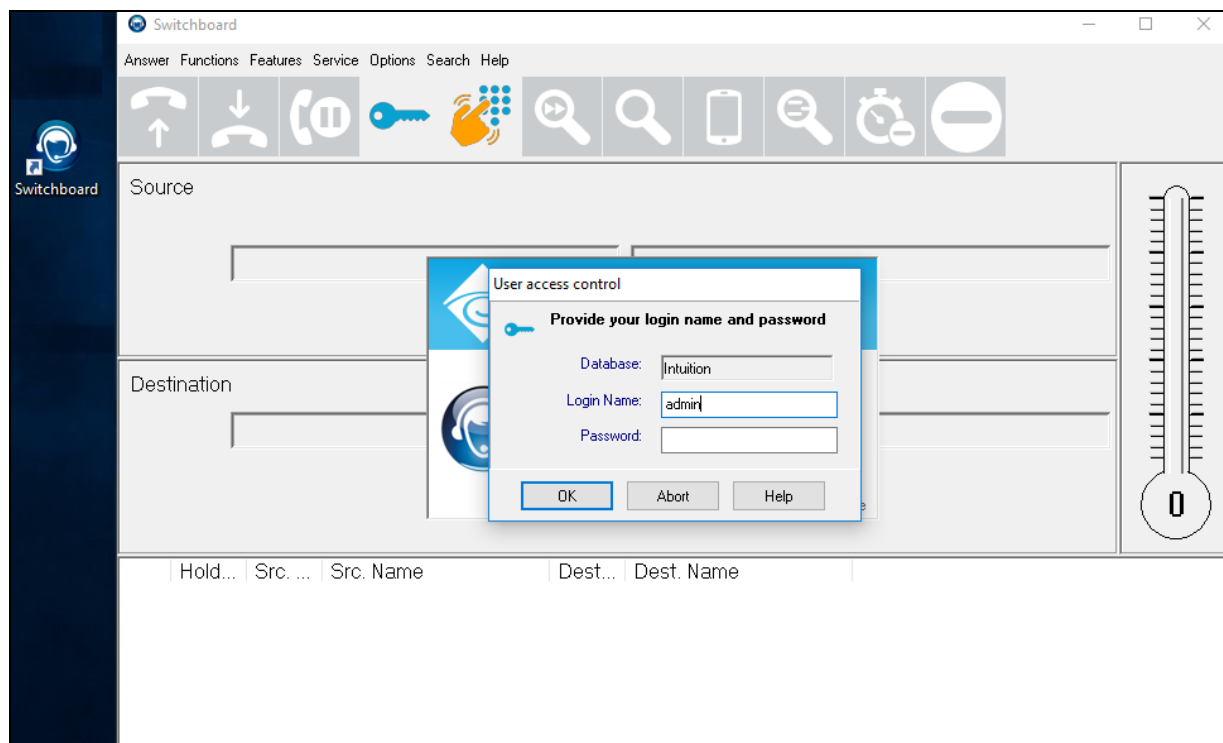 Switchboard
Answer Functions Features Service Options Search Help
Switchboard
Source
User access control
Provide your login name and password
Database: Intuition
Login Name: admin
Password:
OK Abort Help
Destination
0
Hold... Src. ... Src. Name Dest... Dest. Name